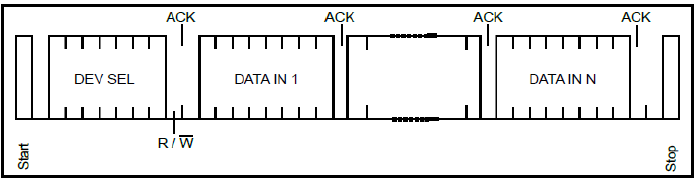 ACK ACK ACK ACK
DEV SEL DATA IN 1 DATA IN N
R / W̅
Start
Stop